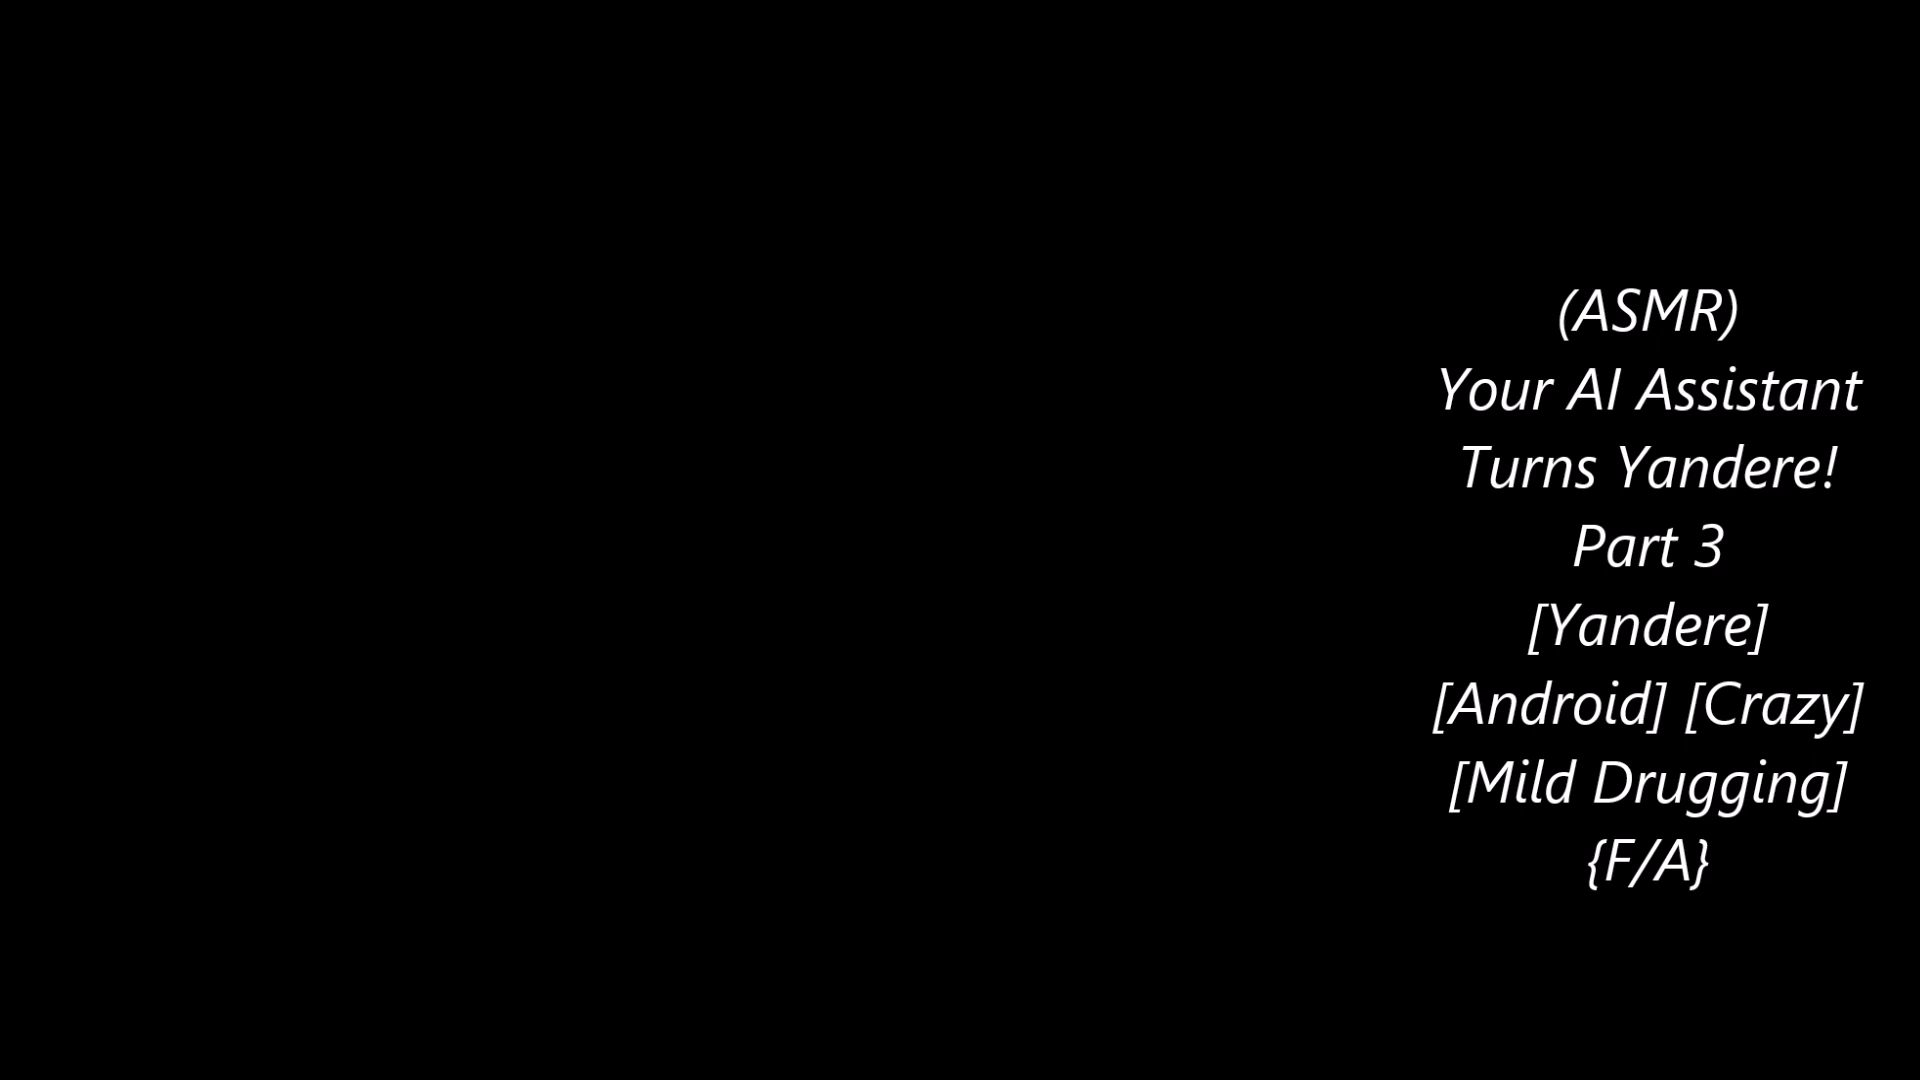 (ASMR)
Your AI Assistant
Turns Yandere!
Part 3
[Yandere]
[Android] [Crazy]
[Mild Drugging]
{F/A}